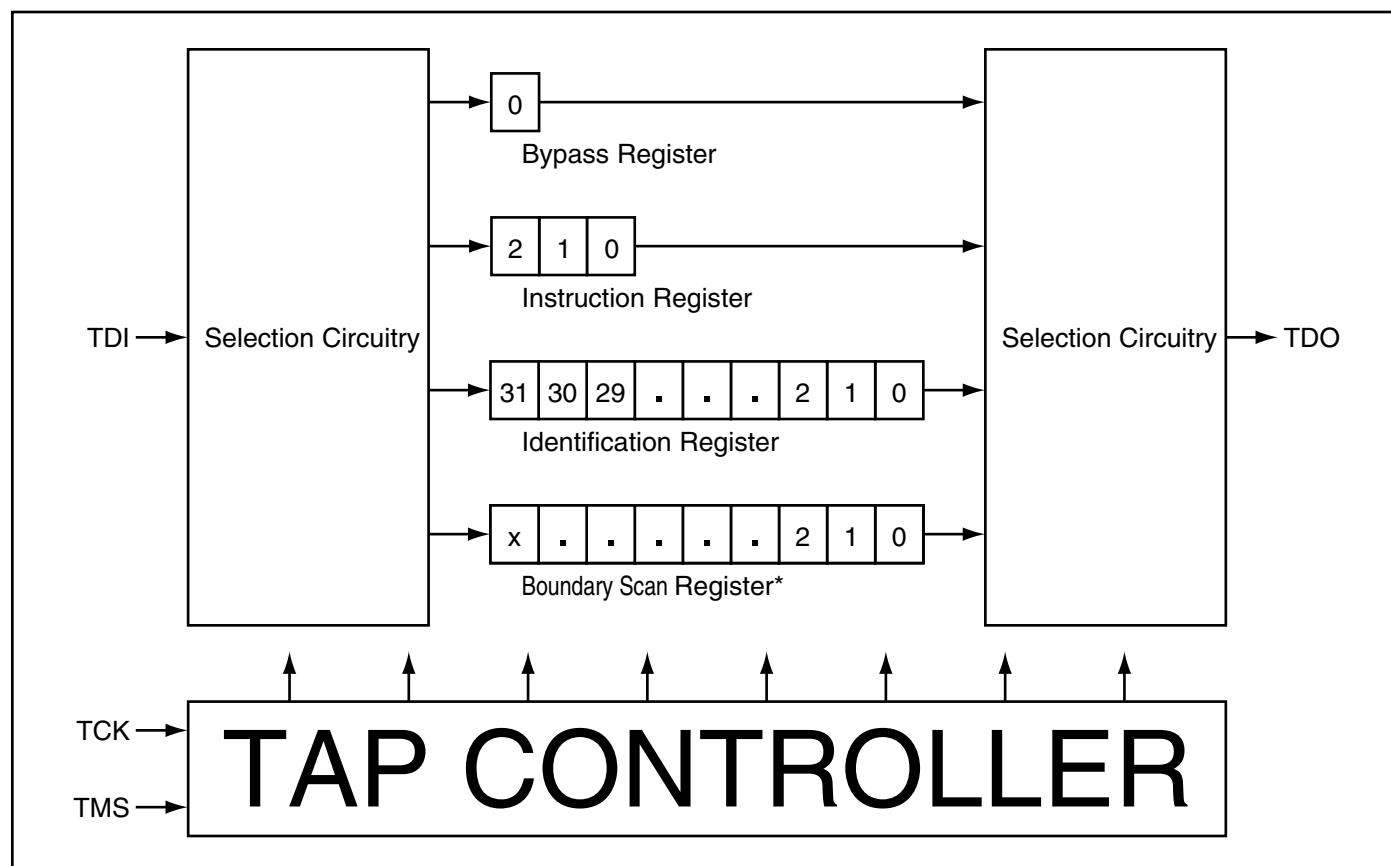 0
Bypass Register
2 1 0
Instruction Register
TDI
Selection Circuitry
Selection Circuitry
TDO
31 30 29 . . . 2 1 0
Identification Register
x . . . . . 2 1 0
Boundary Scan Register*
TCK
TMS
TAP CONTROLLER